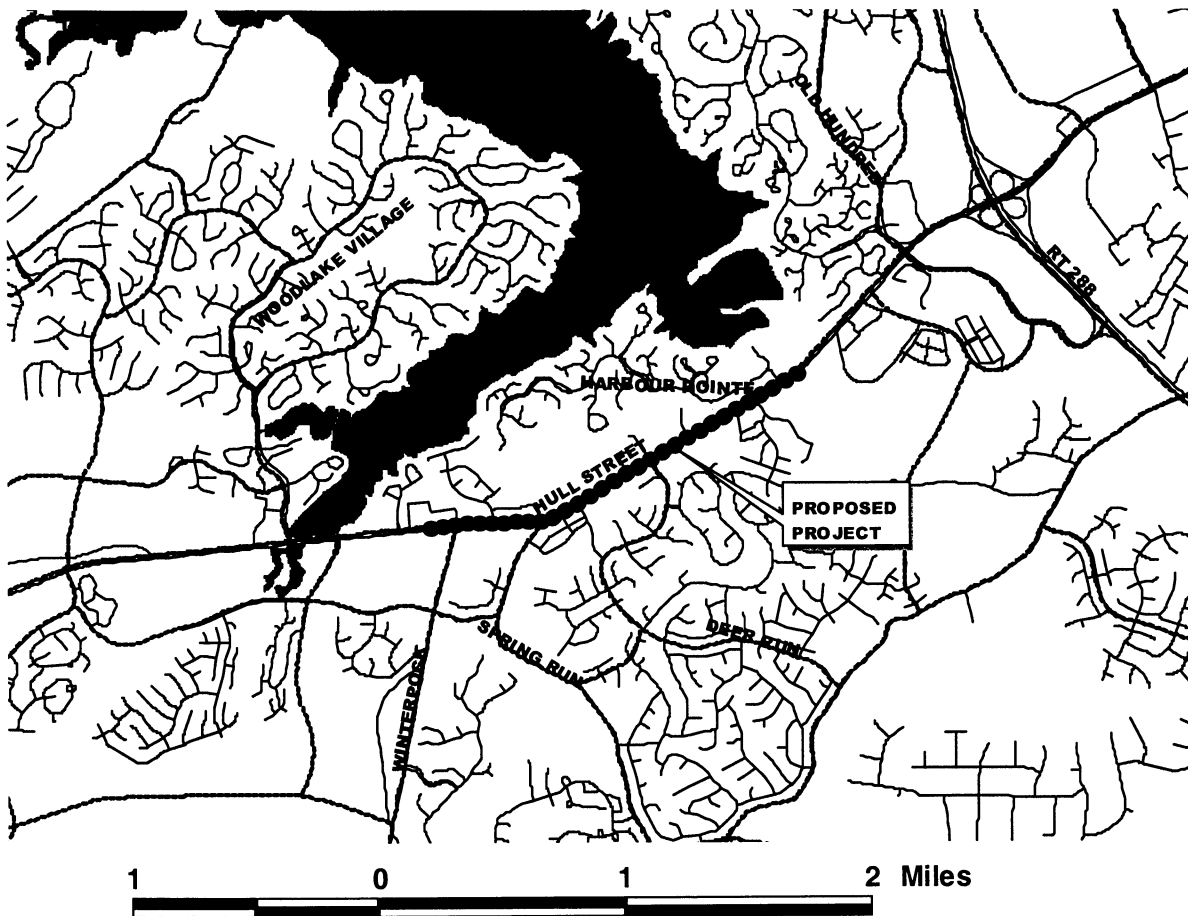 OLD HUNDRED
WOODLAKE VILLAGE
RT 288
HARBOUR POINTE
HULL STREET
PROPOSED
PROJECT
SPRING RUN
DEER RUN
WINTERPOCK
1 0 1 2 Miles